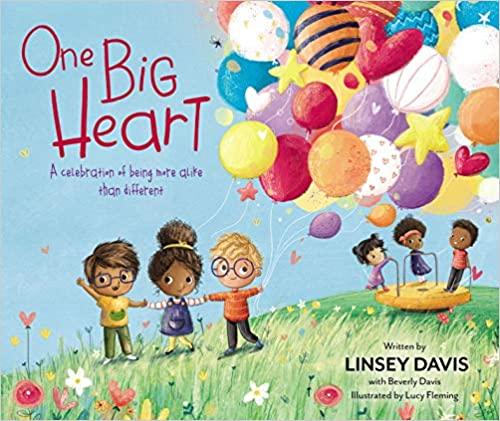 One
BiG
HearT
A celebration of being more alike
than different
Written by
LINSEY DAVIS
with Beverly Davis
Illustrated by Lucy Fleming